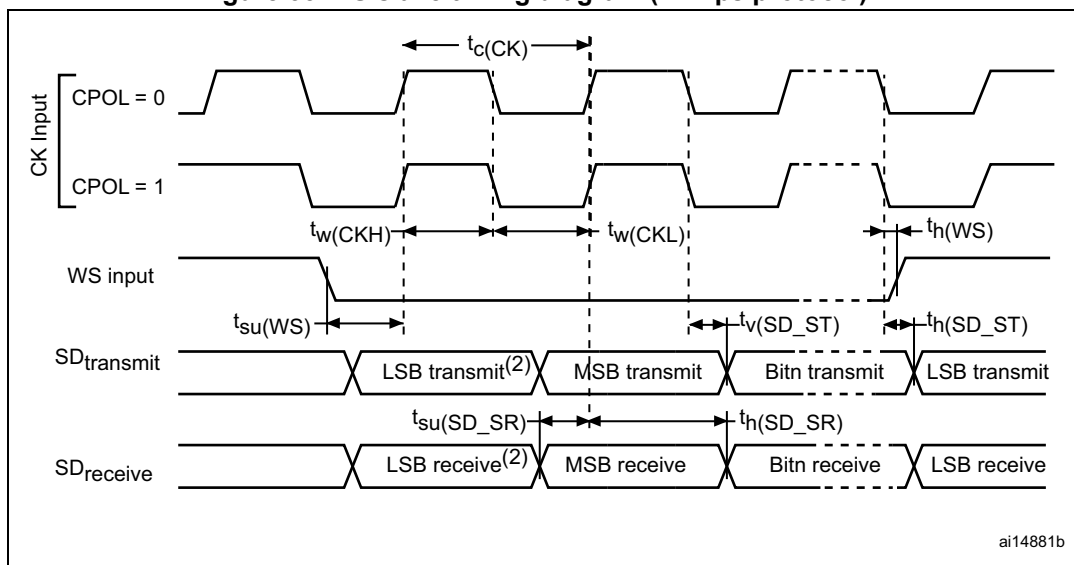 tc(CK)
CK Input
CPOL = 0
CPOL = 1
tw(CKH)
tw(CKL)
th(WS)
WS input
tsu(WS)
tv(SD_ST)
th(SD_ST)
SDtransmit
LSB transmit(2)
MSB transmit
Bitn transmit
LSB transmit
tsu(SD_SR)
th(SD_SR)
SDreceive
LSB receive(2)
MSB receive
Bitn receive
LSB receive
ai14881b